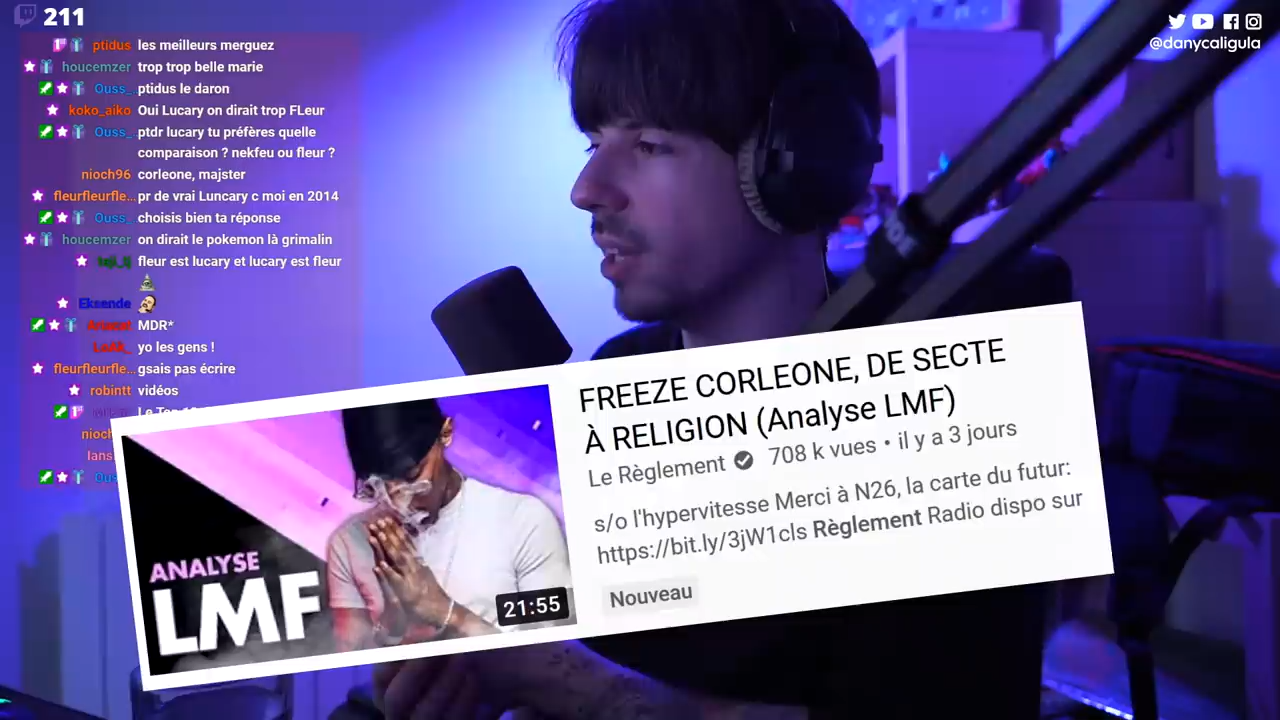 211
@danycaligula
ptidus les meilleurs merguez
houcemzer trop trop belle marie
Ouss_ ptidus le daron
koko_aiko Oui Lucary on dirait trop FLeur
Ouss_ ptdr lucary tu préfères quelle
comparaison ? nekfeu ou fleur ?
nioch96 corleone, majster
fleurfleurfle... pr de vrai Luncary c moi en 2014
Ouss_ choisis bien ta réponse
houcemzer on dirait le pokemon là grimalin
fleur est lucary et lucary est fleur
Eksende
MDR*
yo les gens !
fleurfleurfle... gsais pas écrire
robintt vidéos
Le Top
nioch
lans
Ous
FREEZE CORLEONE, DE SECTE
À RELIGION (Analyse LMF)
Le Règlement 708 k vues • il y a 3 jours
s/o l'hypervitesse Merci à N26, la carte du futur:
https://bit.ly/3jW1cls Règlement Radio dispo sur
Nouveau
ANALYSE
LMF
21:55